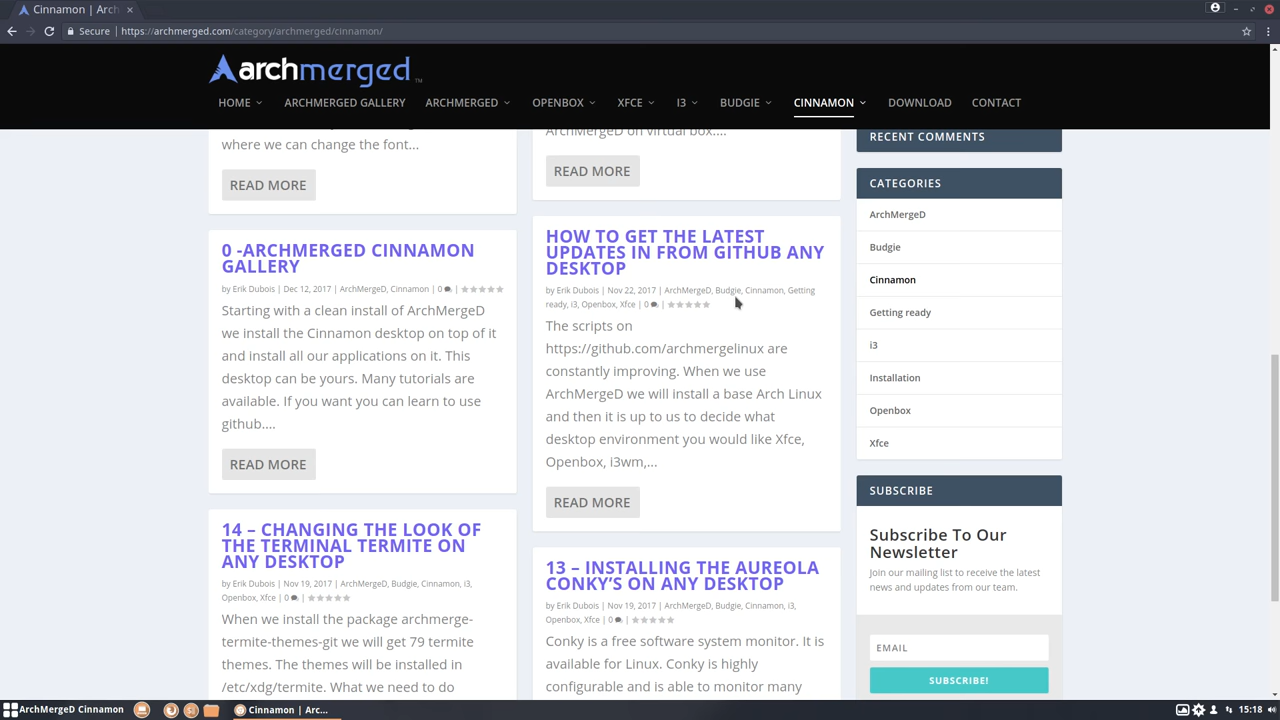 Cinnamon | Arch
Secure
https://archmerged.com/category/archmerged/cinnamon/
archmerged
HOME
ARCHMERGED GALLERY
ARCHMERGED
OPENBOX
XFCE
I3
BUDGIE
CINNAMON
DOWNLOAD
CONTACT
where we can change the font...
READ MORE
0 -ARCHMERGED CINNAMON
GALLERY
by Erik Dubois | Dec 12, 2017 | ArchMergeD, Cinnamon | 0
Starting with a clean install of ArchMergeD
we install the Cinnamon desktop on top of it
and install all our applications on it. This
desktop can be yours. Many tutorials are
available. If you want you can learn to use
github....
READ MORE
14 – CHANGING THE LOOK OF
THE TERMINAL TERMITE ON
ANY DESKTOP
by Erik Dubois | Nov 19, 2017 | ArchMergeD, Budgie, Cinnamon, i3,
Openbox, Xfce | 0
When we install the package archmerge-
termite-themes-git we will get 79 termite
themes. The themes will be installed in
/etc/xdg/termite. What we need to do
ArchMergeD on virtual box....
READ MORE
HOW TO GET THE LATEST
UPDATES IN FROM GITHUB ANY
DESKTOP
by Erik Dubois | Nov 22, 2017 | ArchMergeD, Budgie, Cinnamon, Getting
ready, i3, Openbox, Xfce | 0
The scripts on
https://github.com/archmergelinux are
constantly improving. When we use
ArchMergeD we will install a base Arch Linux
and then it is up to us to decide what
desktop environment you would like Xfce,
Openbox, i3wm,...
READ MORE
13 – INSTALLING THE AUREOLA
CONKY’S ON ANY DESKTOP
by Erik Dubois | Nov 19, 2017 | ArchMergeD, Budgie, Cinnamon, i3,
Openbox, Xfce | 0
Conky is a free software system monitor. It is
available for Linux. Conky is highly
configurable and is able to monitor many
RECENT COMMENTS
CATEGORIES
ArchMergeD
Budgie
Cinnamon
Getting ready
i3
Installation
Openbox
Xfce
SUBSCRIBE
Subscribe To Our
Newsletter
Join our mailing list to receive the latest
news and updates from our team.
EMAIL
SUBSCRIBE!
ArchMergeD Cinnamon
Cinnamon | Arc...
15:18